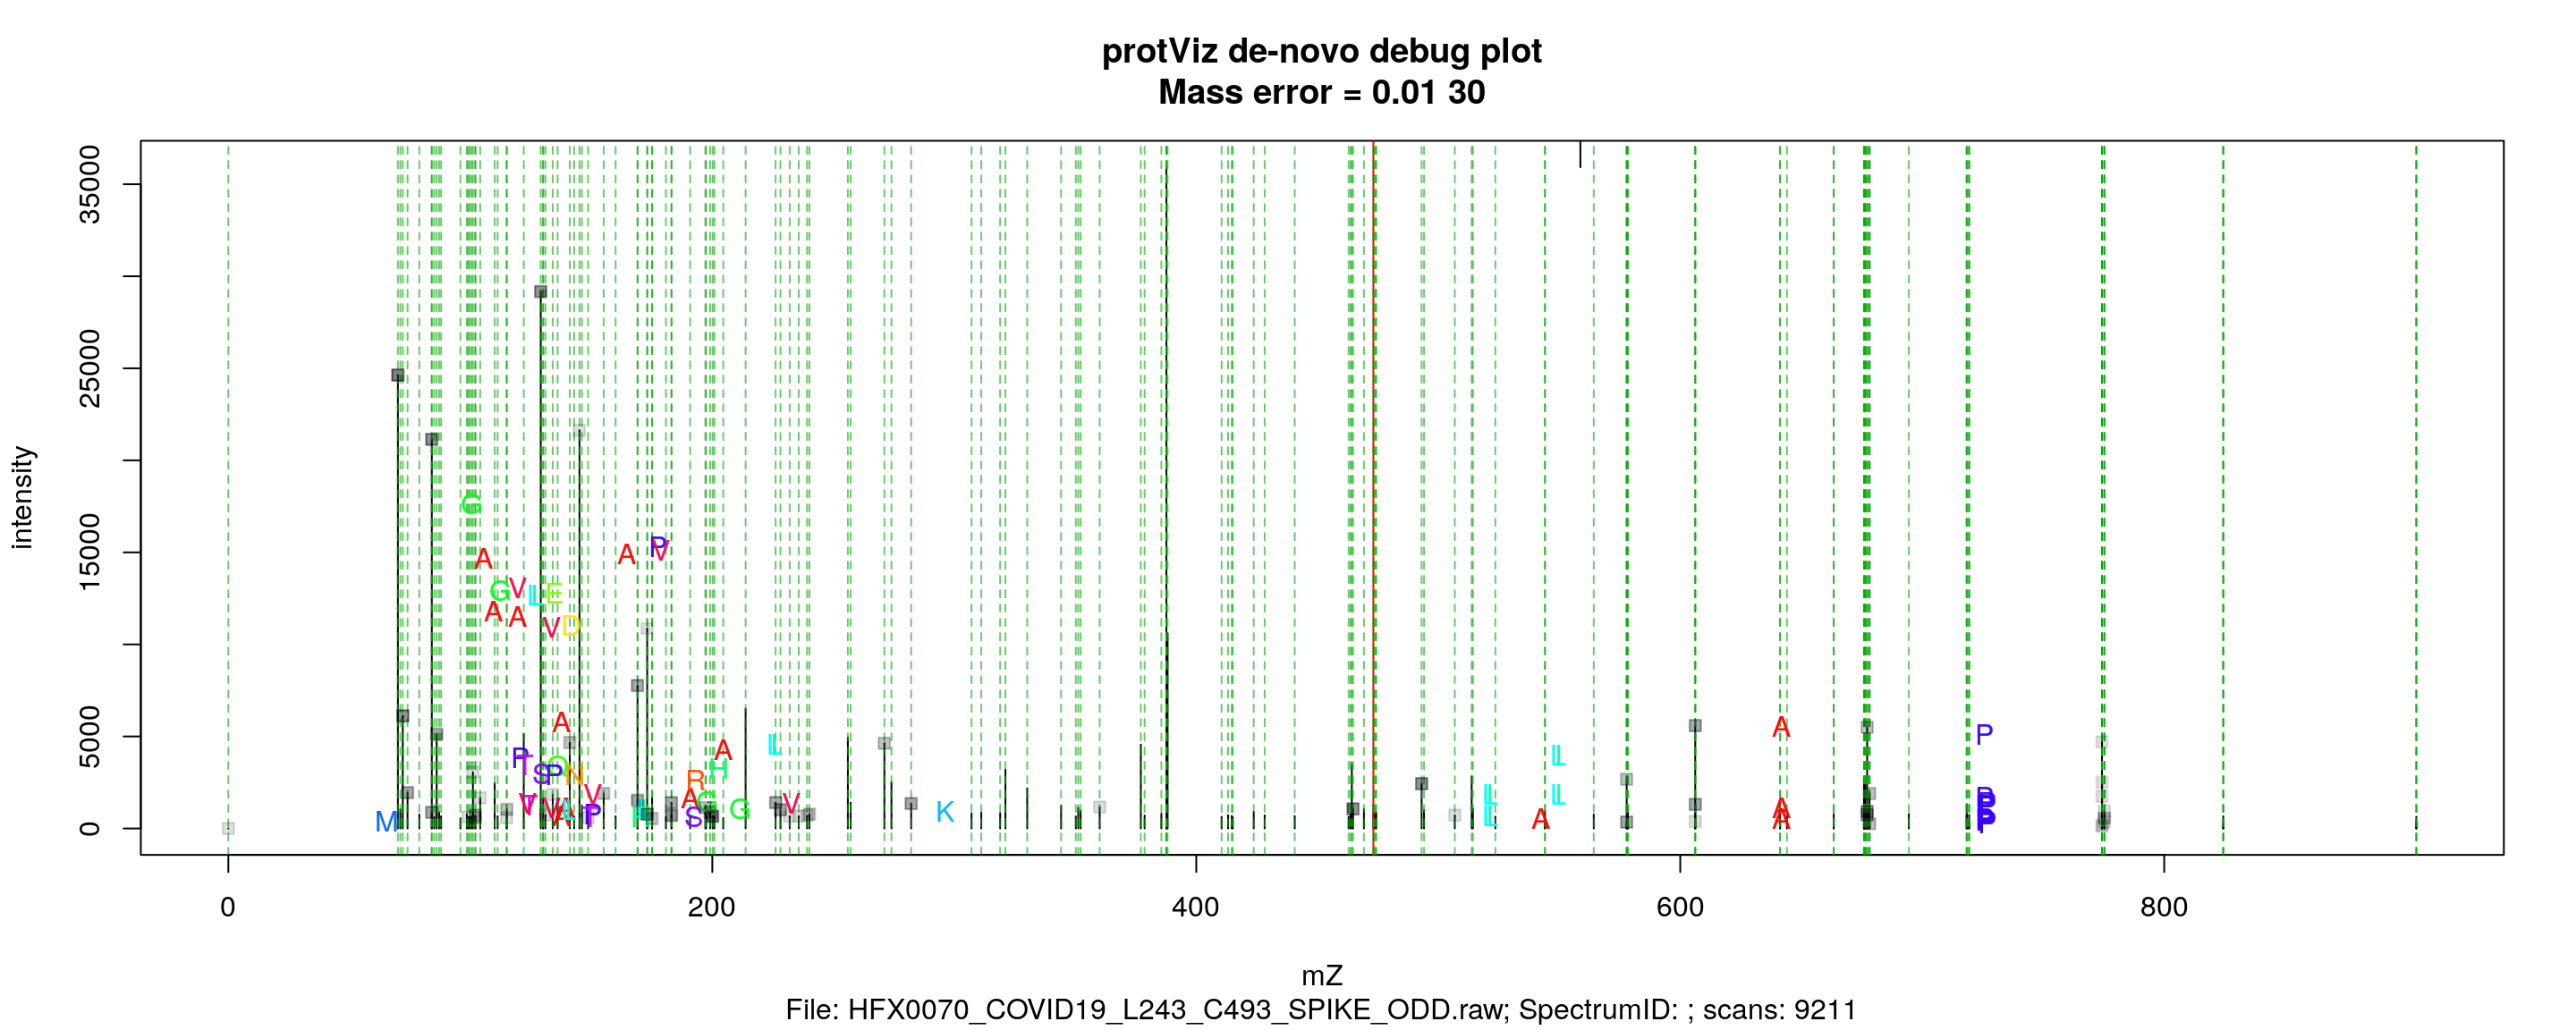 protViz de-novo debug plot
Mass error = 0.01 30
intensity
35000
25000
15000
5000
0
G
A
A P V
G V L E
A A V D
A
P T S P Q N
L
A
R H
M
K
L
L
A
A
P
P
0 200 400 600 800
mZ
File: HFX0070_COVID19_L243_C493_SPIKE_ODD.raw; SpectrumID: ; scans: 9211